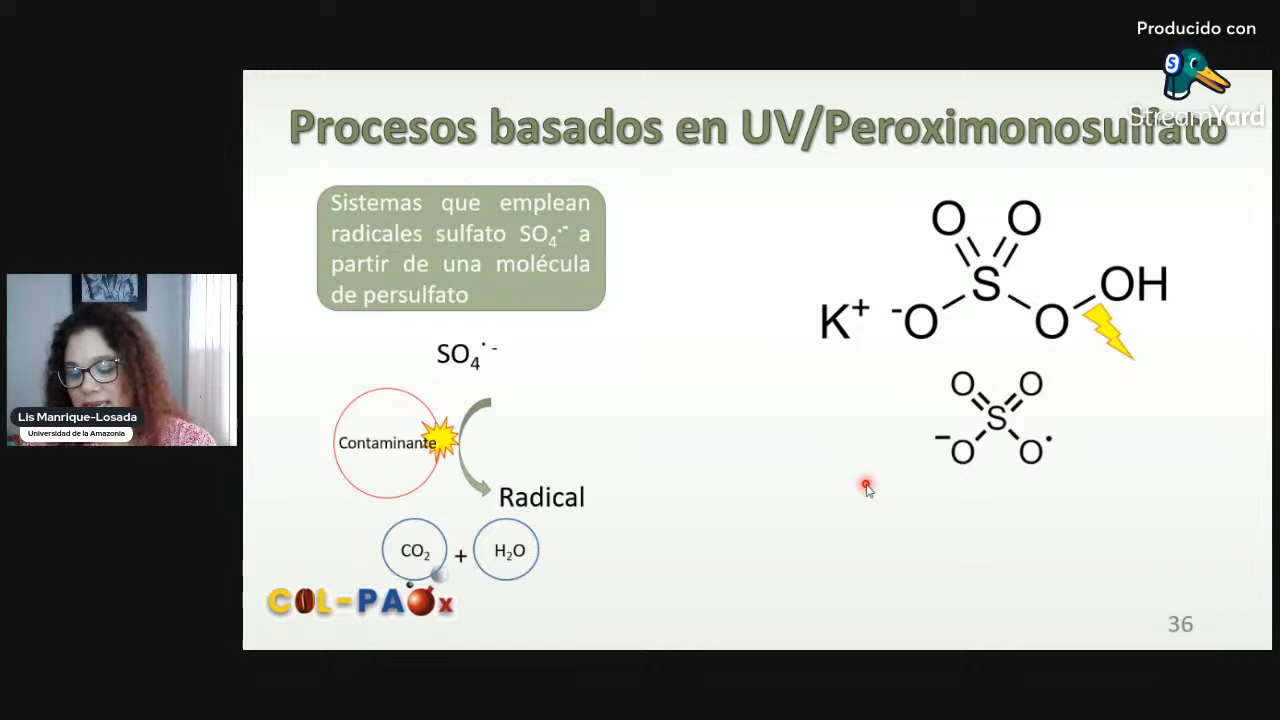 Producido con
StreamYard
Procesos basados en UV/Peroximonosulfato
Sistemas que emplean
radicales sulfato SO₄˙⁻ a
partir de una molécula
de persulfato
SO₄˙⁻
Contaminante
Radical
CO₂ + H₂O
COL-PAOx
O O
S OH
K⁺ ⁻O O
O O
S
⁻O O˙
Lis Manrique-Losada
Universidad de la Amazonia
36